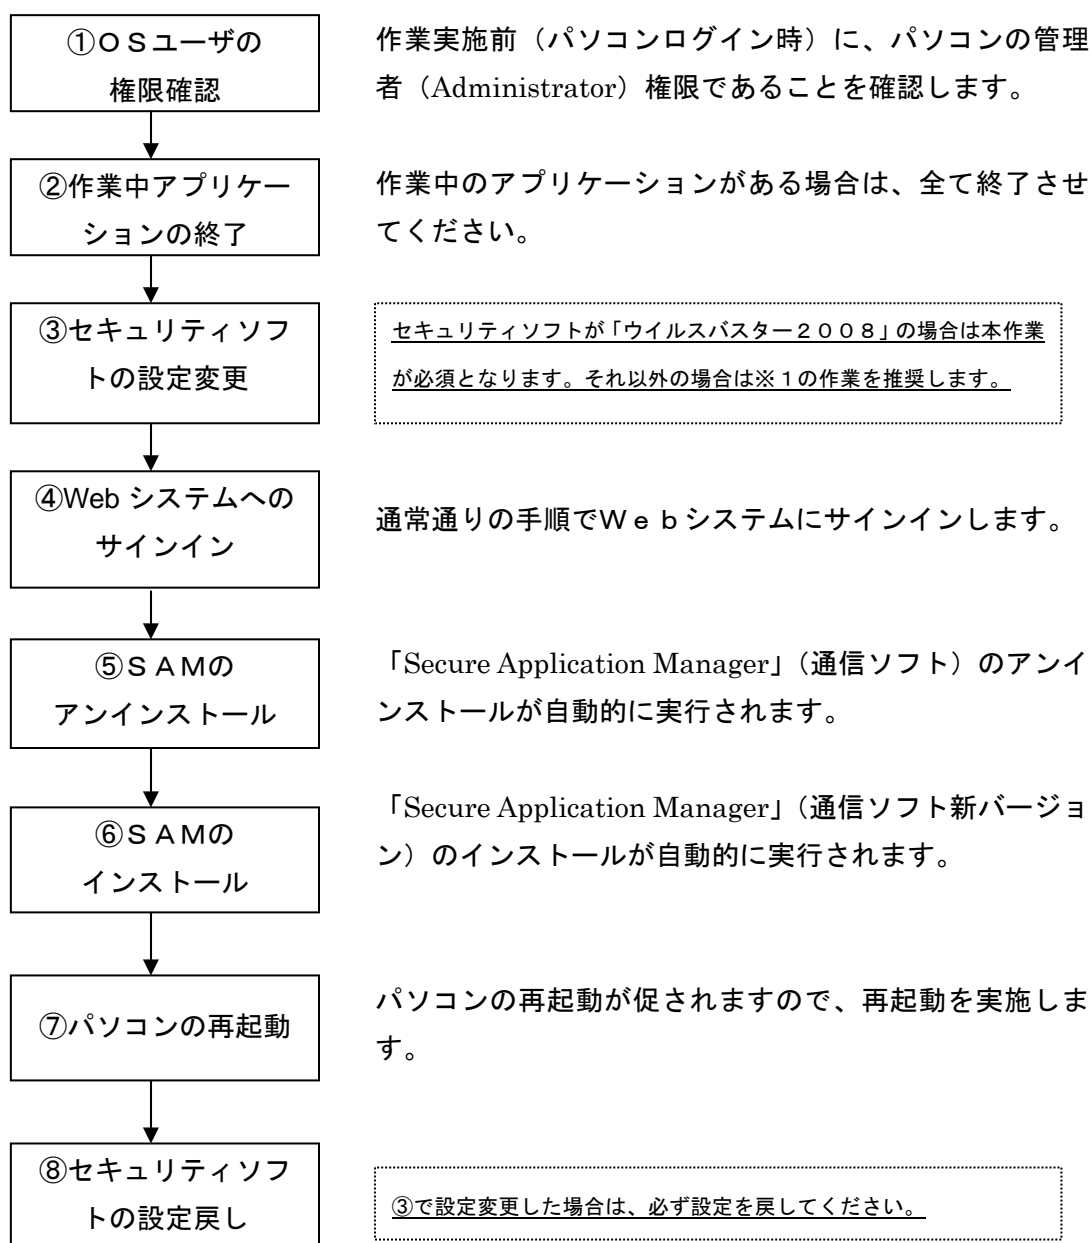 ①ＯＳユーザの
権限確認
作業実施前（パソコンログイン時）に、パソコンの管理
者（Administrator）権限であることを確認します。
②作業中アプリケー
ションの終了
作業中のアプリケーションがある場合は、全て終了させ
てください。
③セキュリティソフ
トの設定変更
セキュリティソフトが「ウイルスバスター２００８」の場合は本作業
が必須となります。それ以外の場合は※１の作業を推奨します。
④Web システムへの
サインイン
通常通りの手順でＷｅｂシステムにサインインします。
⑤ＳＡＭの
アンインストール
「Secure Application Manager」（通信ソフト）のアンイ
ンストールが自動的に実行されます。
⑥ＳＡＭの
インストール
「Secure Application Manager」（通信ソフト新バージョ
ン）のインストールが自動的に実行されます。
⑦パソコンの再起動
パソコンの再起動が促されますので、再起動を実施しま
す。
⑧セキュリティソフ
トの設定戻し
③で設定変更した場合は、必ず設定を戻してください。